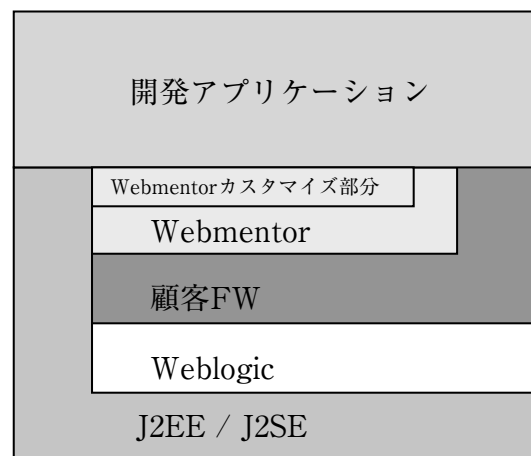 開発アプリケーション
Webmentorカスタマイズ部分
Webmentor
顧客FW
Weblogic
J2EE / J2SE